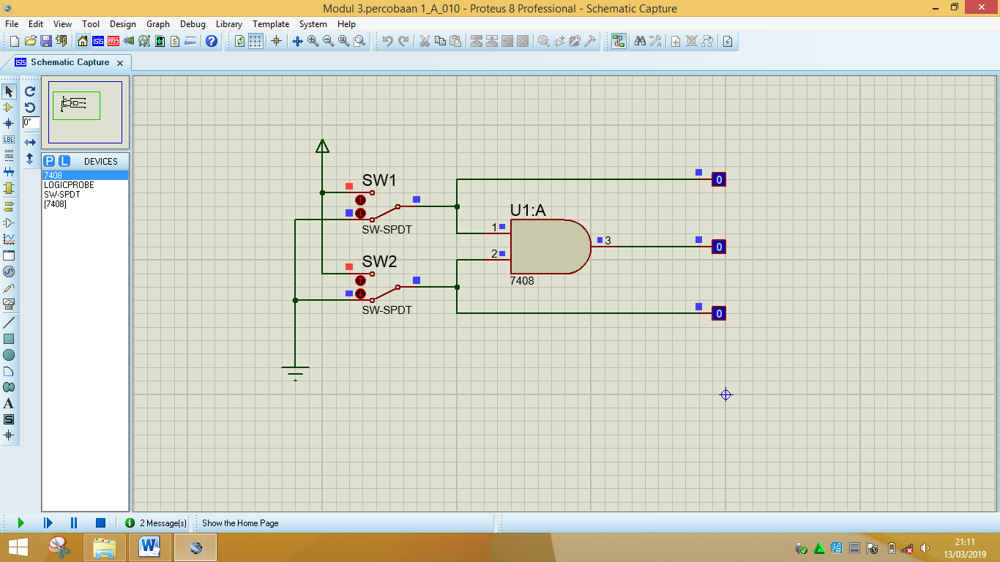 Modul 3.percobaan 1_A_010 - Proteus 8 Professional - Schematic Capture
File Edit View Tool Design Graph Debug Library Template System Help
Schematic Capture
0°
LBL
P L DEVICES
7408
LOGICPROBE
SW-SPDT
[7408]
SW1
SW-SPDT
SW2
SW-SPDT
U1:A
1
2
3
7408
0
0
0
A
2 Message(s) Show the Home Page
21:11
13/03/2019